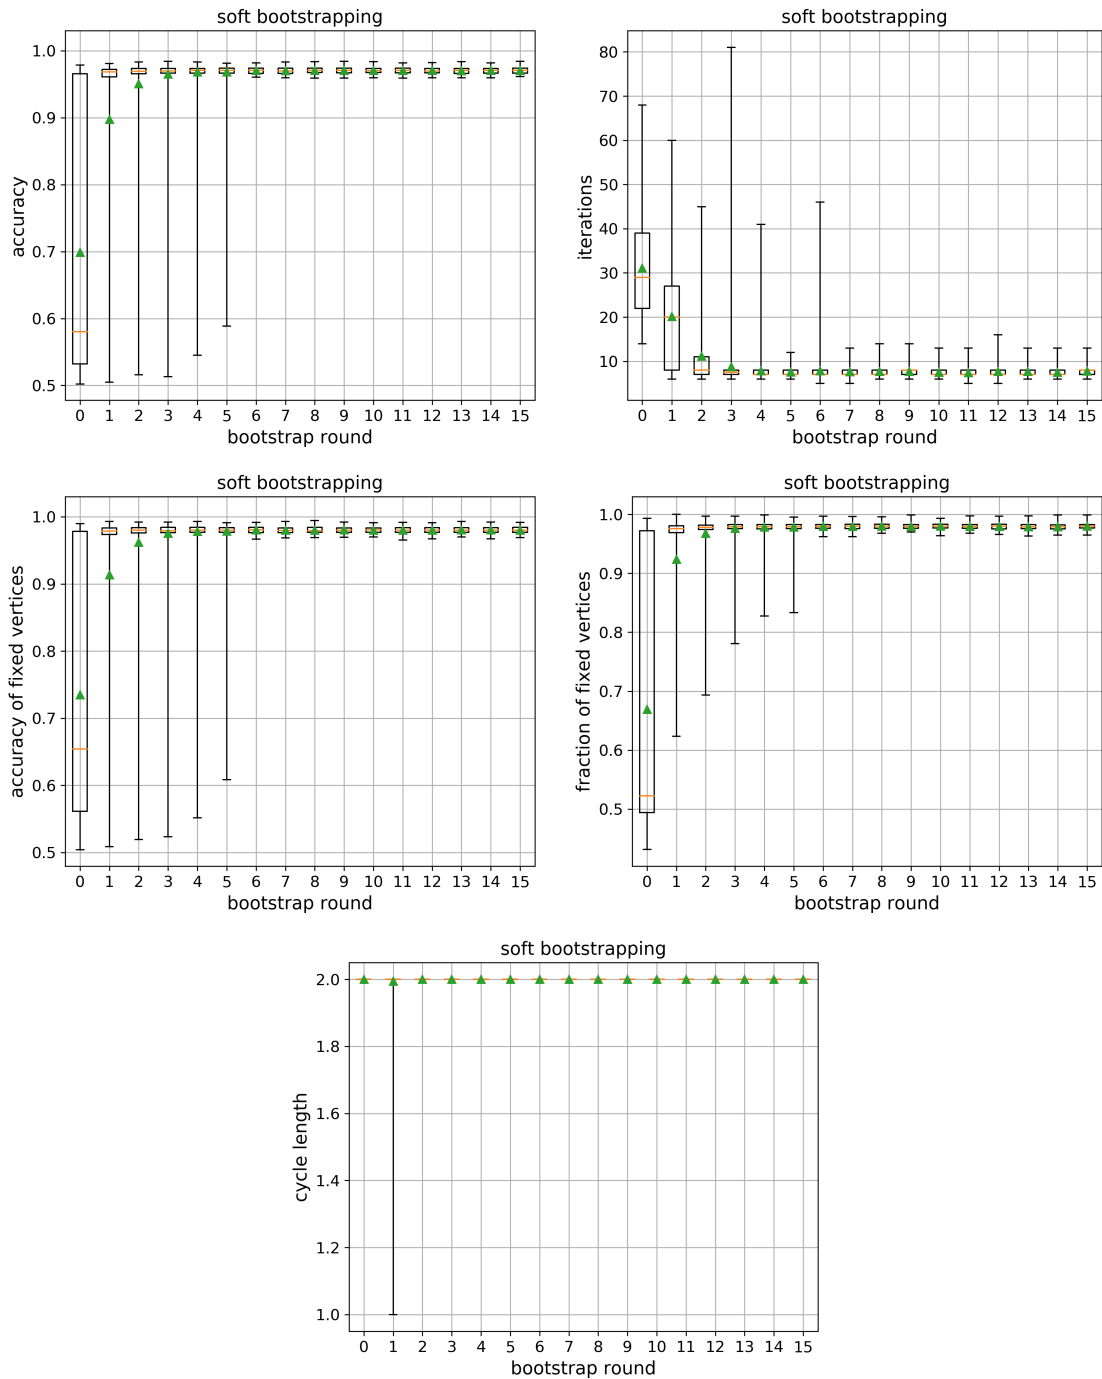 soft bootstrapping
accuracy
1.0
0.9
0.8
0.7
0.6
0.5
0 1 2 3 4 5 6 7 8 9 10 11 12 13 14 15
bootstrap round
soft bootstrapping
iterations
80
70
60
50
40
30
20
10
0 1 2 3 4 5 6 7 8 9 10 11 12 13 14 15
bootstrap round
soft bootstrapping
accuracy of fixed vertices
1.0
0.9
0.8
0.7
0.6
0.5
0 1 2 3 4 5 6 7 8 9 10 11 12 13 14 15
bootstrap round
soft bootstrapping
fraction of fixed vertices
1.0
0.9
0.8
0.7
0.6
0.5
0 1 2 3 4 5 6 7 8 9 10 11 12 13 14 15
bootstrap round
soft bootstrapping
cycle length
2.0
1.8
1.6
1.4
1.2
1.0
0 1 2 3 4 5 6 7 8 9 10 11 12 13 14 15
bootstrap round